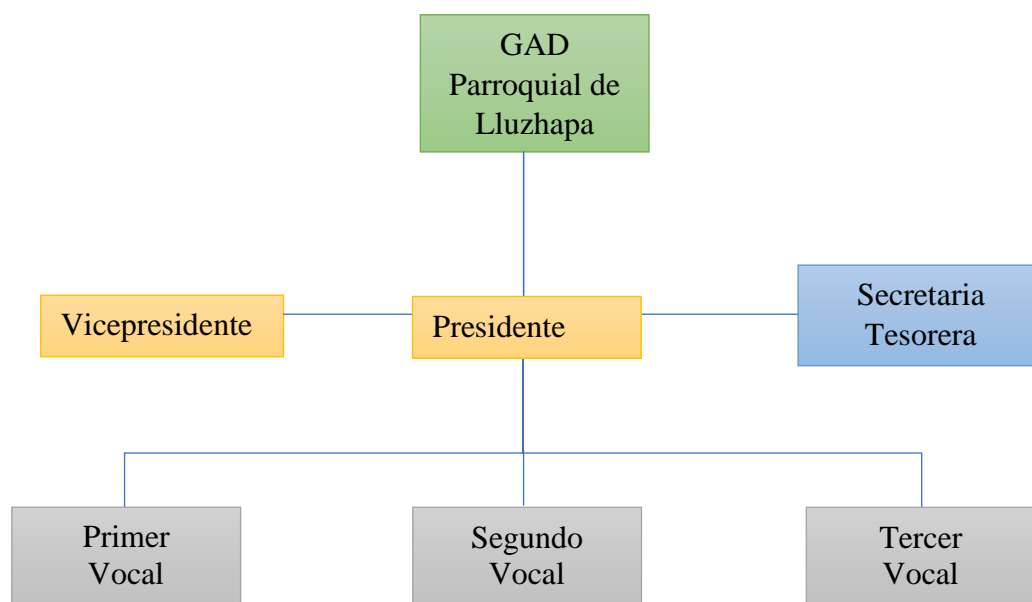 GAD
Parroquial de
Lluzhapa
Vicepresidente
Presidente
Secretaria
Tesorera
Primer
Vocal
Segundo
Vocal
Tercer
Vocal